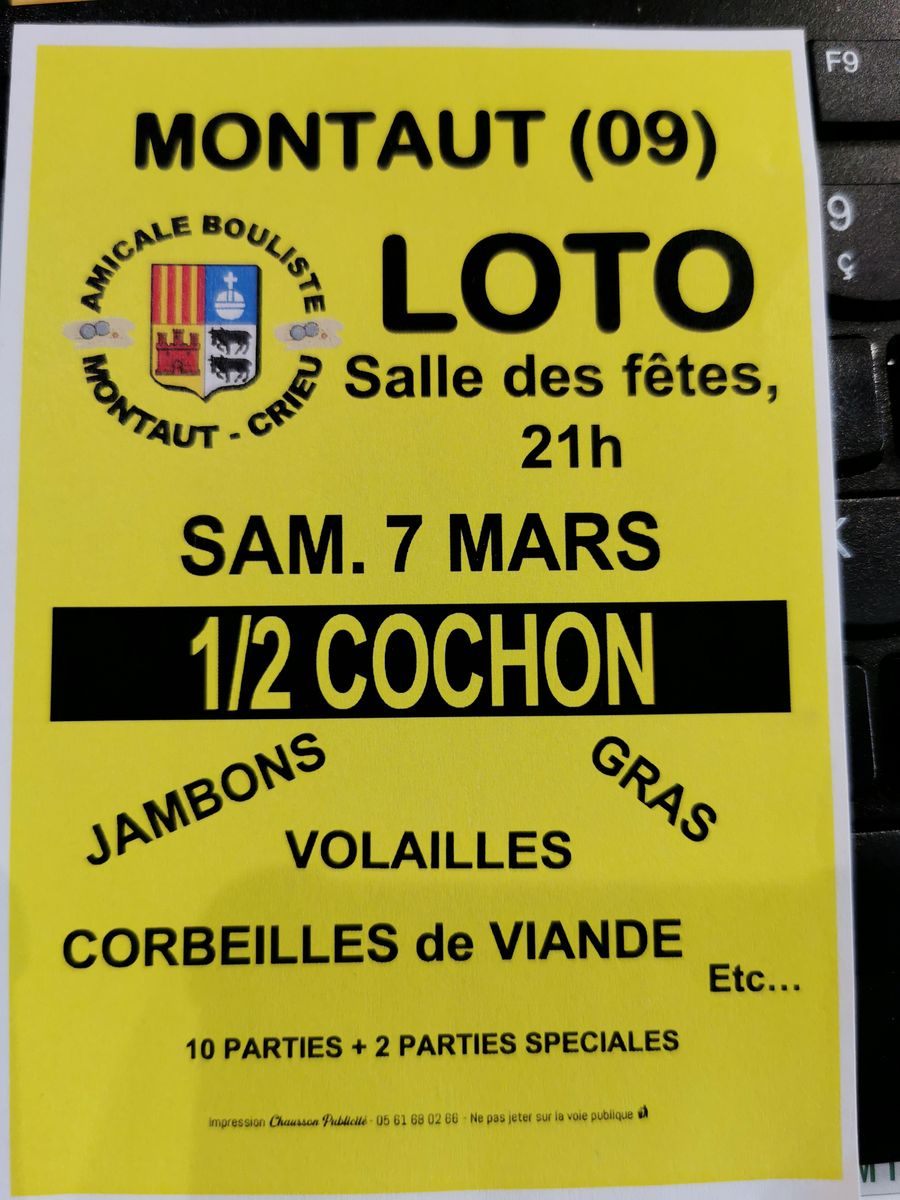 MONTAUT (09)
AMICALE BOULISTE
MONTAUT - CRIEU
LOTO
Salle des fêtes,
21h
SAM. 7 MARS
1/2 COCHON
JAMBONS
GRAS
VOLAILLES
CORBEILLES de VIANDE
Etc...
10 PARTIES + 2 PARTIES SPECIALES
Impression Chausson Publicité - 05 61 68 02 66 - Ne pas jeter sur la voie publique
F9
9
ç